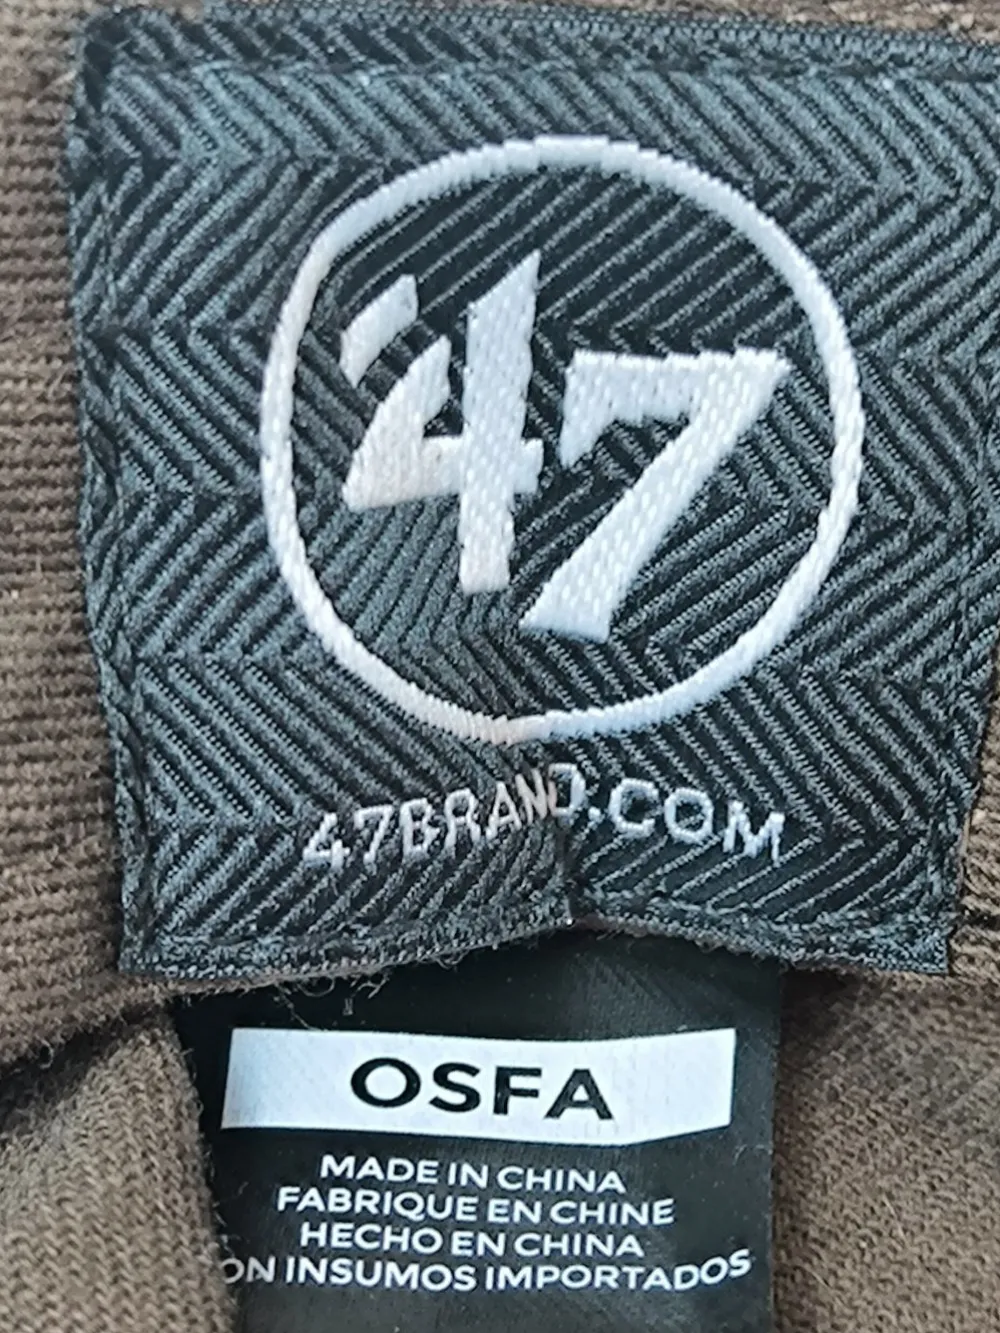 47
47BRAND.COM
OSFA
MADE IN CHINA
FABRIQUE EN CHINE
HECHO EN CHINA
ON INSUMOS IMPORTADOS